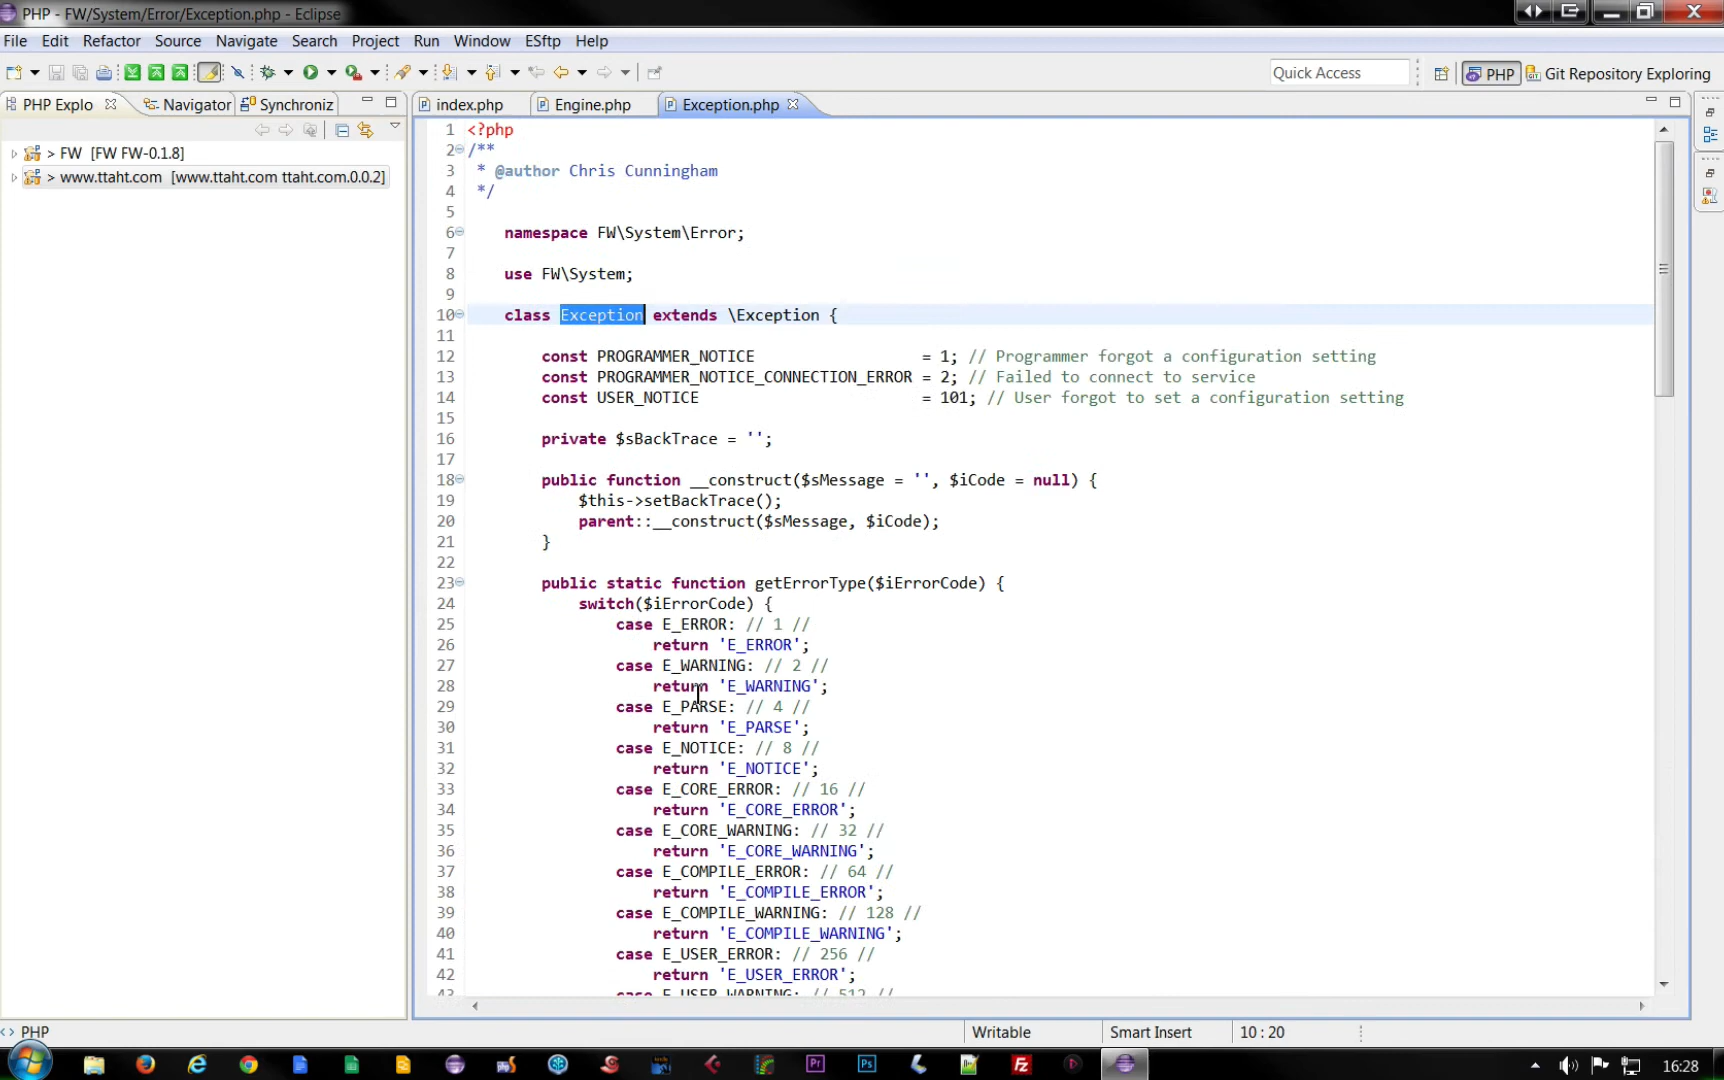 PHP - FW/System/Error/Exception.php - Eclipse
File Edit Refactor Source Navigate Search Project Run Window ESftp Help
Quick Access PHP Git Repository Exploring
PHP Explo Navigator Synchroniz index.php Engine.php Exception.php
> FW [FW FW-0.1.8]
> www.ttaht.com [www.ttaht.com ttaht.com.0.0.2]
1 <?php
2 /**
3 * @author Chris Cunningham
4 */
5
6 namespace FW\System\Error;
7
8 use FW\System;
9
10 class Exception extends \Exception {
11
12 const PROGRAMMER_NOTICE = 1; // Programmer forgot a configuration setting
13 const PROGRAMMER_NOTICE_CONNECTION_ERROR = 2; // Failed to connect to service
14 const USER_NOTICE = 101; // User forgot to set a configuration setting
15
16 private $sBackTrace = '';
17
18 public function __construct($sMessage = '', $iCode = null) {
19 $this->setBackTrace();
20 parent::__construct($sMessage, $iCode);
21 }
22
23 public static function getErrorType($iErrorCode) {
24 switch($iErrorCode) {
25 case E_ERROR: // 1 //
26 return 'E_ERROR';
27 case E_WARNING: // 2 //
28 return 'E_WARNING';
29 case E_PARSE: // 4 //
30 return 'E_PARSE';
31 case E_NOTICE: // 8 //
32 return 'E_NOTICE';
33 case E_CORE_ERROR: // 16 //
34 return 'E_CORE_ERROR';
35 case E_CORE_WARNING: // 32 //
36 return 'E_CORE_WARNING';
37 case E_COMPILE_ERROR: // 64 //
38 return 'E_COMPILE_ERROR';
39 case E_COMPILE_WARNING: // 128 //
40 return 'E_COMPILE_WARNING';
41 case E_USER_ERROR: // 256 //
42 return 'E_USER_ERROR';
43 case E_USER_WARNING: // 512 //
PHP Writable Smart Insert 10 : 20
Pr Ps Fz 16:28